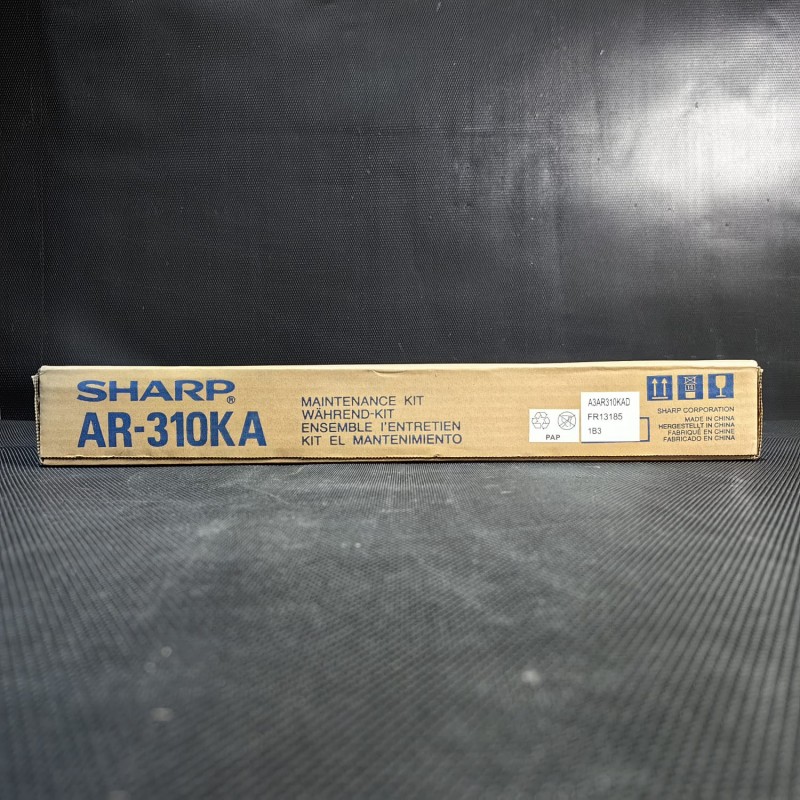 SHARP®
AR-310KA
MAINTENANCE KIT
WÄHREND-KIT
ENSEMBLE I'ENTRETIEN
KIT EL MANTENIMIENTO
PAP
A3AR310KAD
FR13185
1B3
SHARP CORPORATION
MADE IN CHINA
HERGESTELLT IN CHINA
FABRIQUÉ EN CHINE
FABRICADO EN CHINA